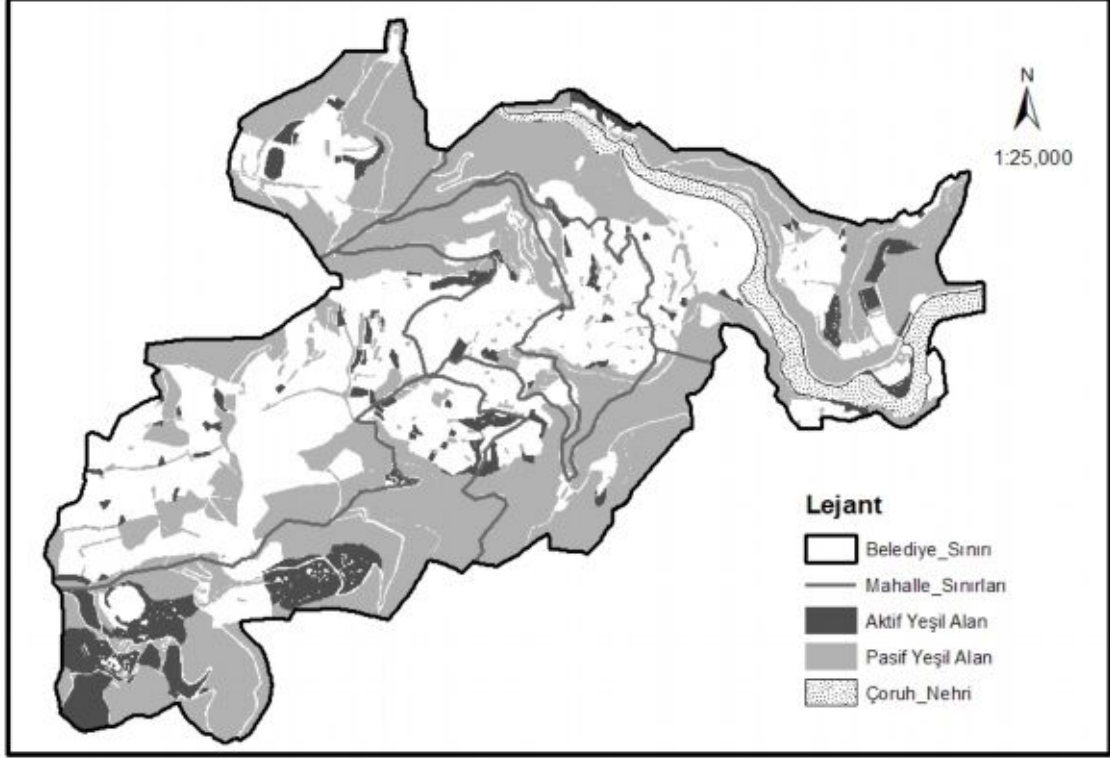 N
1:25,000
Lejant
Belediye_Sınırı
Mahalle_Sınırları
Aktif Yeşil Alan
Pasif Yeşil Alan
Çoruh_Nehri